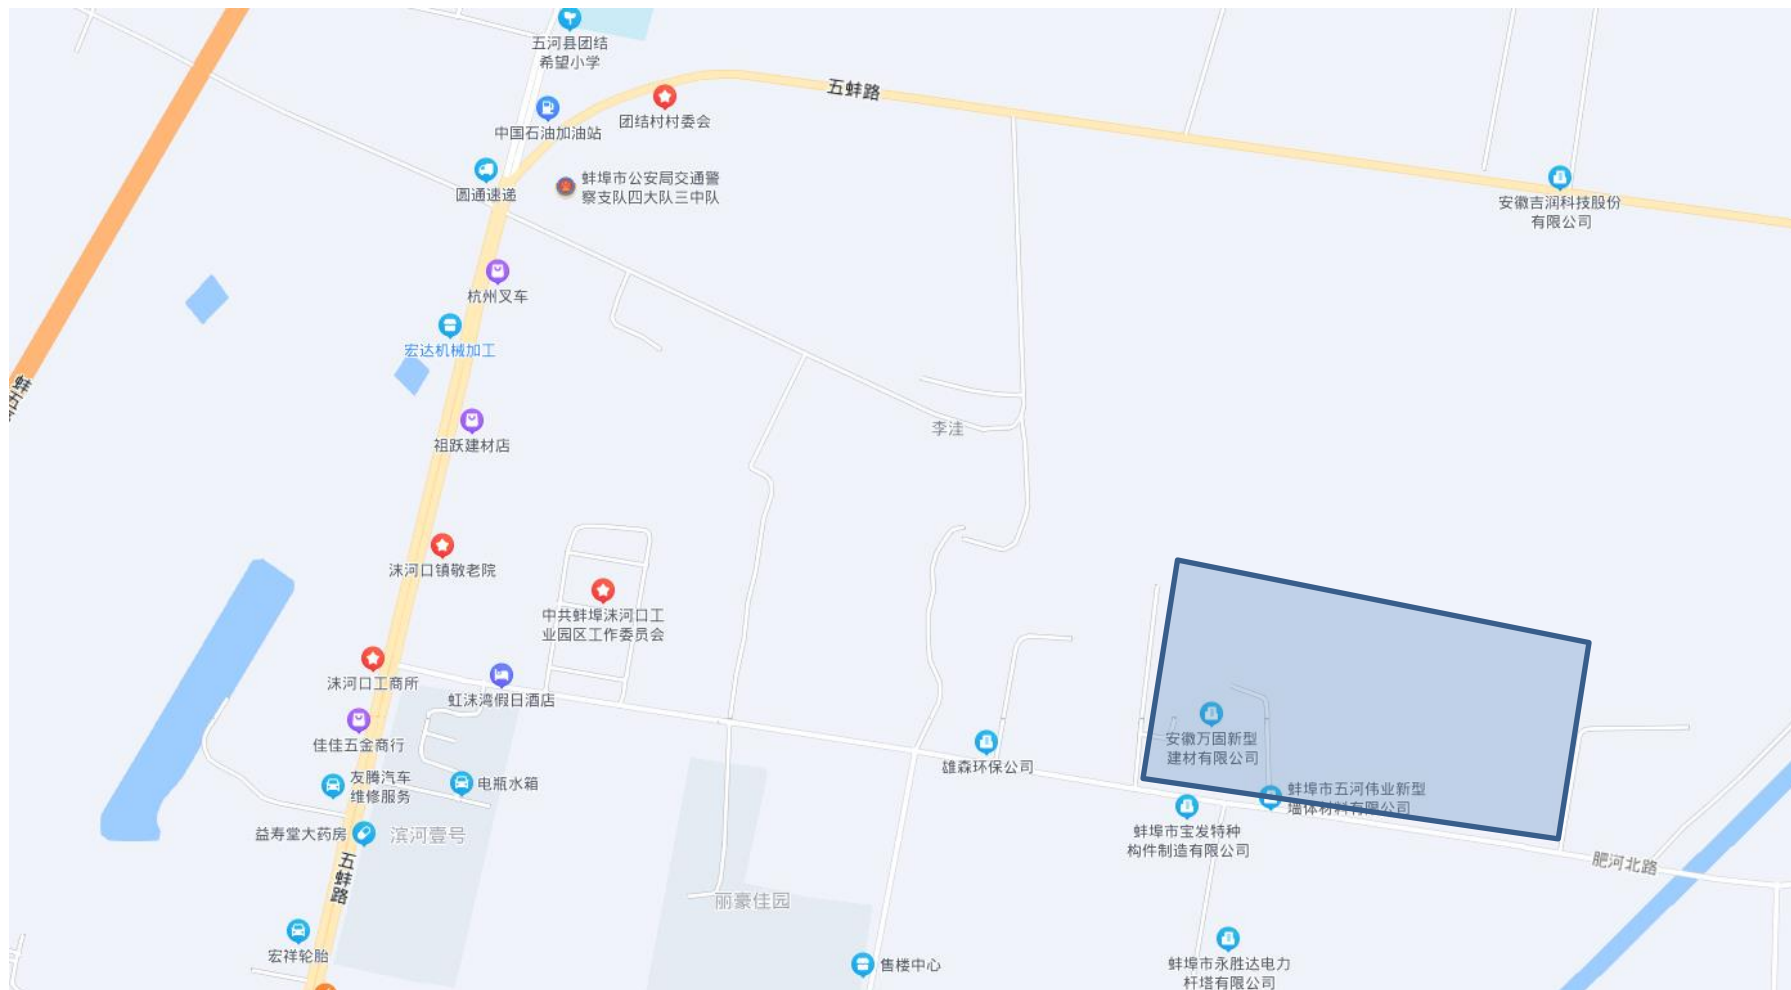 五河县团结
希望小学
五蚌路
中国石油加油站
团结村村委会
圆通速递
蚌埠市公安局交通警
察支队四大队三中队
安徽吉润科技股份
有限公司
杭州叉车
宏达机械加工
蚌五
祖跃建材店
李洼
沫河口镇敬老院
中共蚌埠沫河口工
业园区工作委员会
沫河口工商所
虹沫湾假日酒店
佳佳五金商行
安徽万固新型
建材有限公司
雄森环保公司
友腾汽车
维修服务
电瓶水箱
蚌埠市五河伟业新型
墙体材料有限公司
益寿堂大药房
滨河壹号
蚌埠市宝发特种
构件制造有限公司
肥河北路
五蚌路
丽豪佳园
宏祥轮胎
售楼中心
蚌埠市永胜达电力
杆塔有限公司